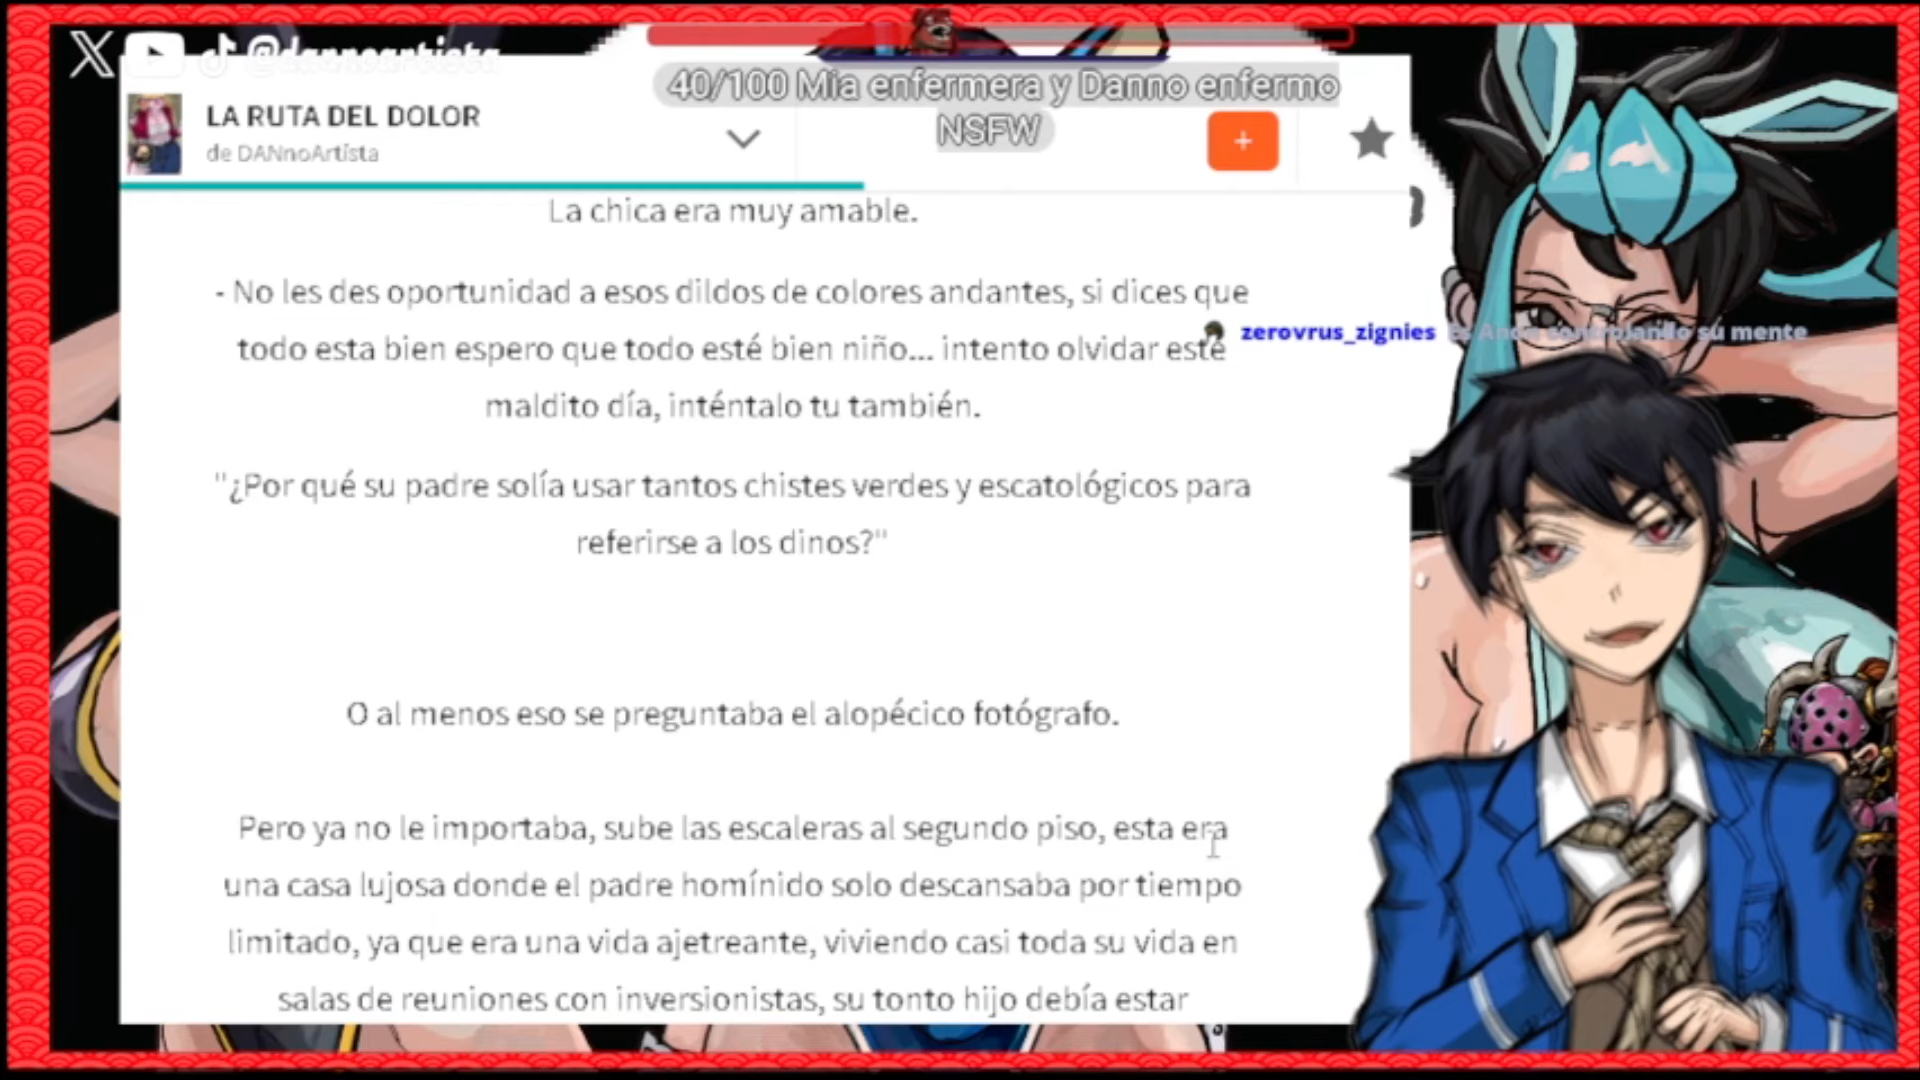 @dannoartista
40/100 Mia enfermera y Danno enfermo
NSFW
LA RUTA DEL DOLOR
de DANnoArtista
+
La chica era muy amable.
- No les des oportunidad a esos dildos de colores andantes, si dices que
todo esta bien espero que todo esté bien niño... intento olvidar este
maldito día, inténtalo tu también.
zerovrus_zignies Es Andy controlando su mente
"¿Por qué su padre solía usar tantos chistes verdes y escatológicos para
referirse a los dinos?"
O al menos eso se preguntaba el alopécico fotógrafo.
Pero ya no le importaba, sube las escaleras al segundo piso, esta era
una casa lujosa donde el padre homínido solo descansaba por tiempo
limitado, ya que era una vida ajetreante, viviendo casi toda su vida en
salas de reuniones con inversionistas, su tonto hijo debía estar